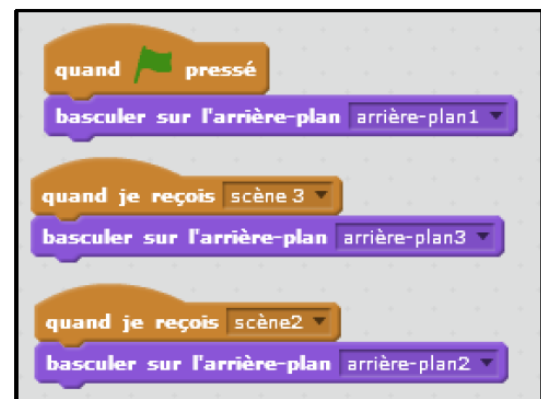 quand pressé
basculer sur l'arrière-plan arrière-plan1
quand je reçois scène 3
basculer sur l'arrière-plan arrière-plan3
quand je reçois scène2
basculer sur l'arrière-plan arrière-plan2